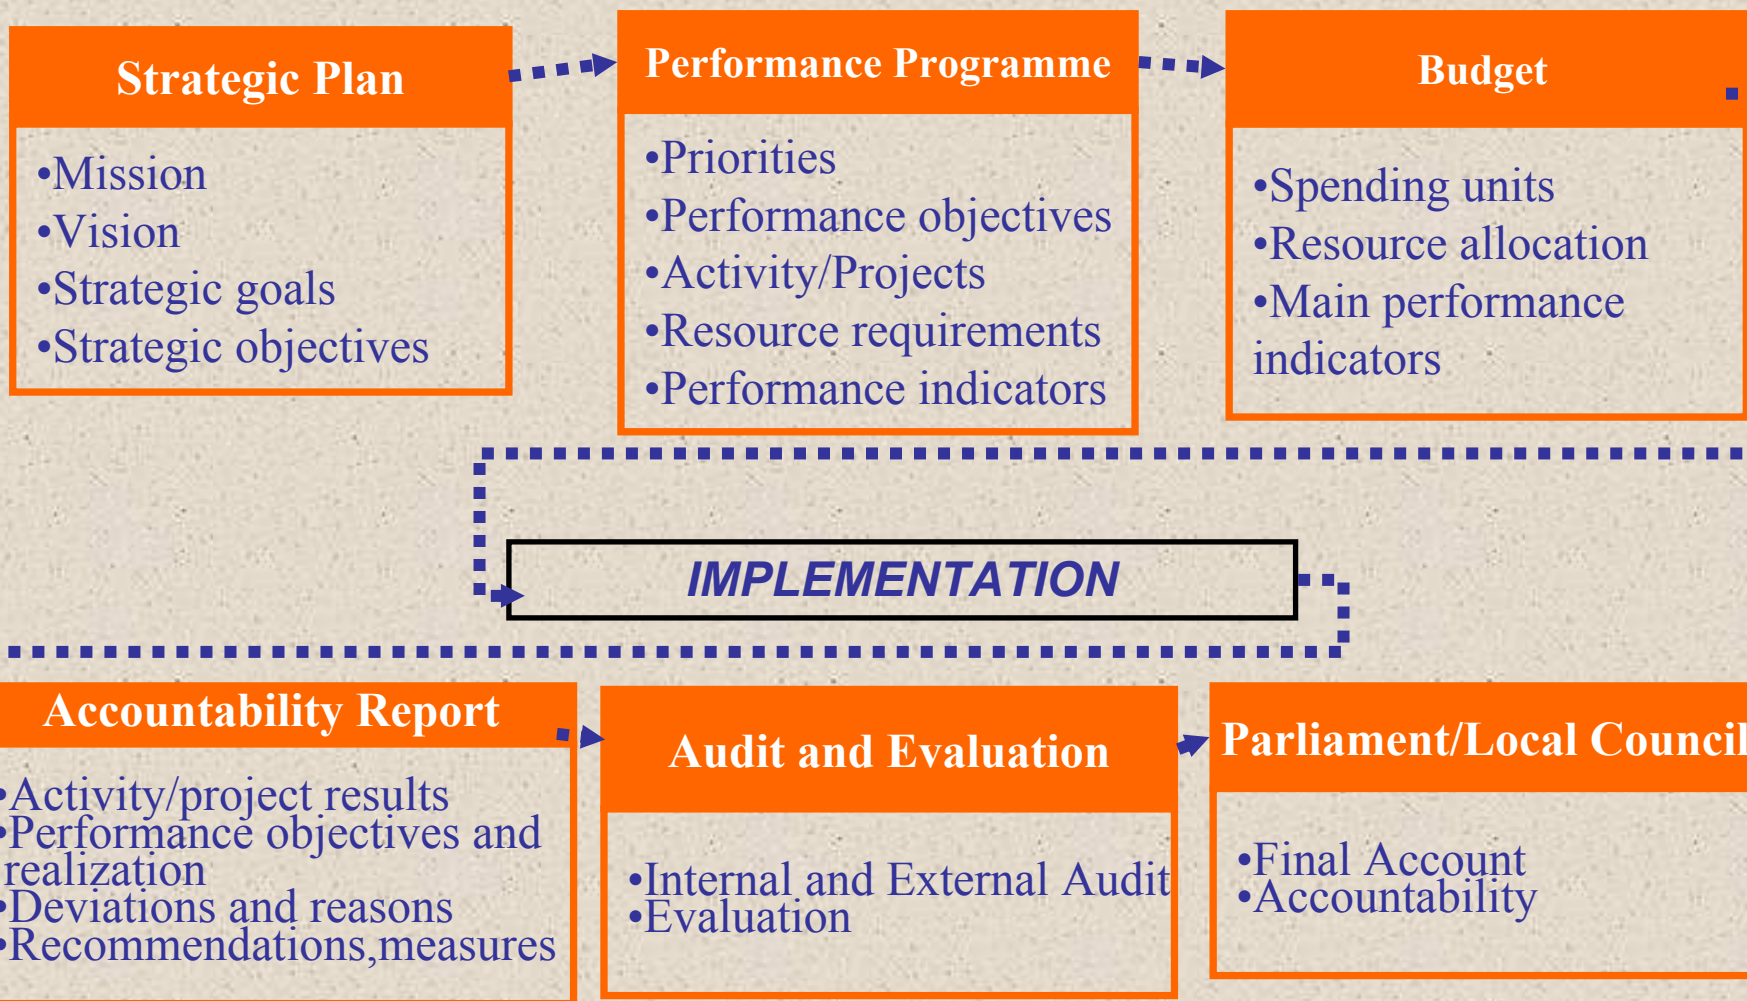 Strategic Plan
•Mission
•Vision
•Strategic goals
•Strategic objectives
Performance Programme
•Priorities
•Performance objectives
•Activity/Projects
•Resource requirements
•Performance indicators
Budget
•Spending units
•Resource allocation
•Main performance
indicators
IMPLEMENTATION
Accountability Report
•Activity/project results
•Performance objectives and
realization
•Deviations and reasons
•Recommendations,measures
Audit and Evaluation
•Internal and External Audit
•Evaluation
Parliament/Local Council
•Final Account
•Accountability